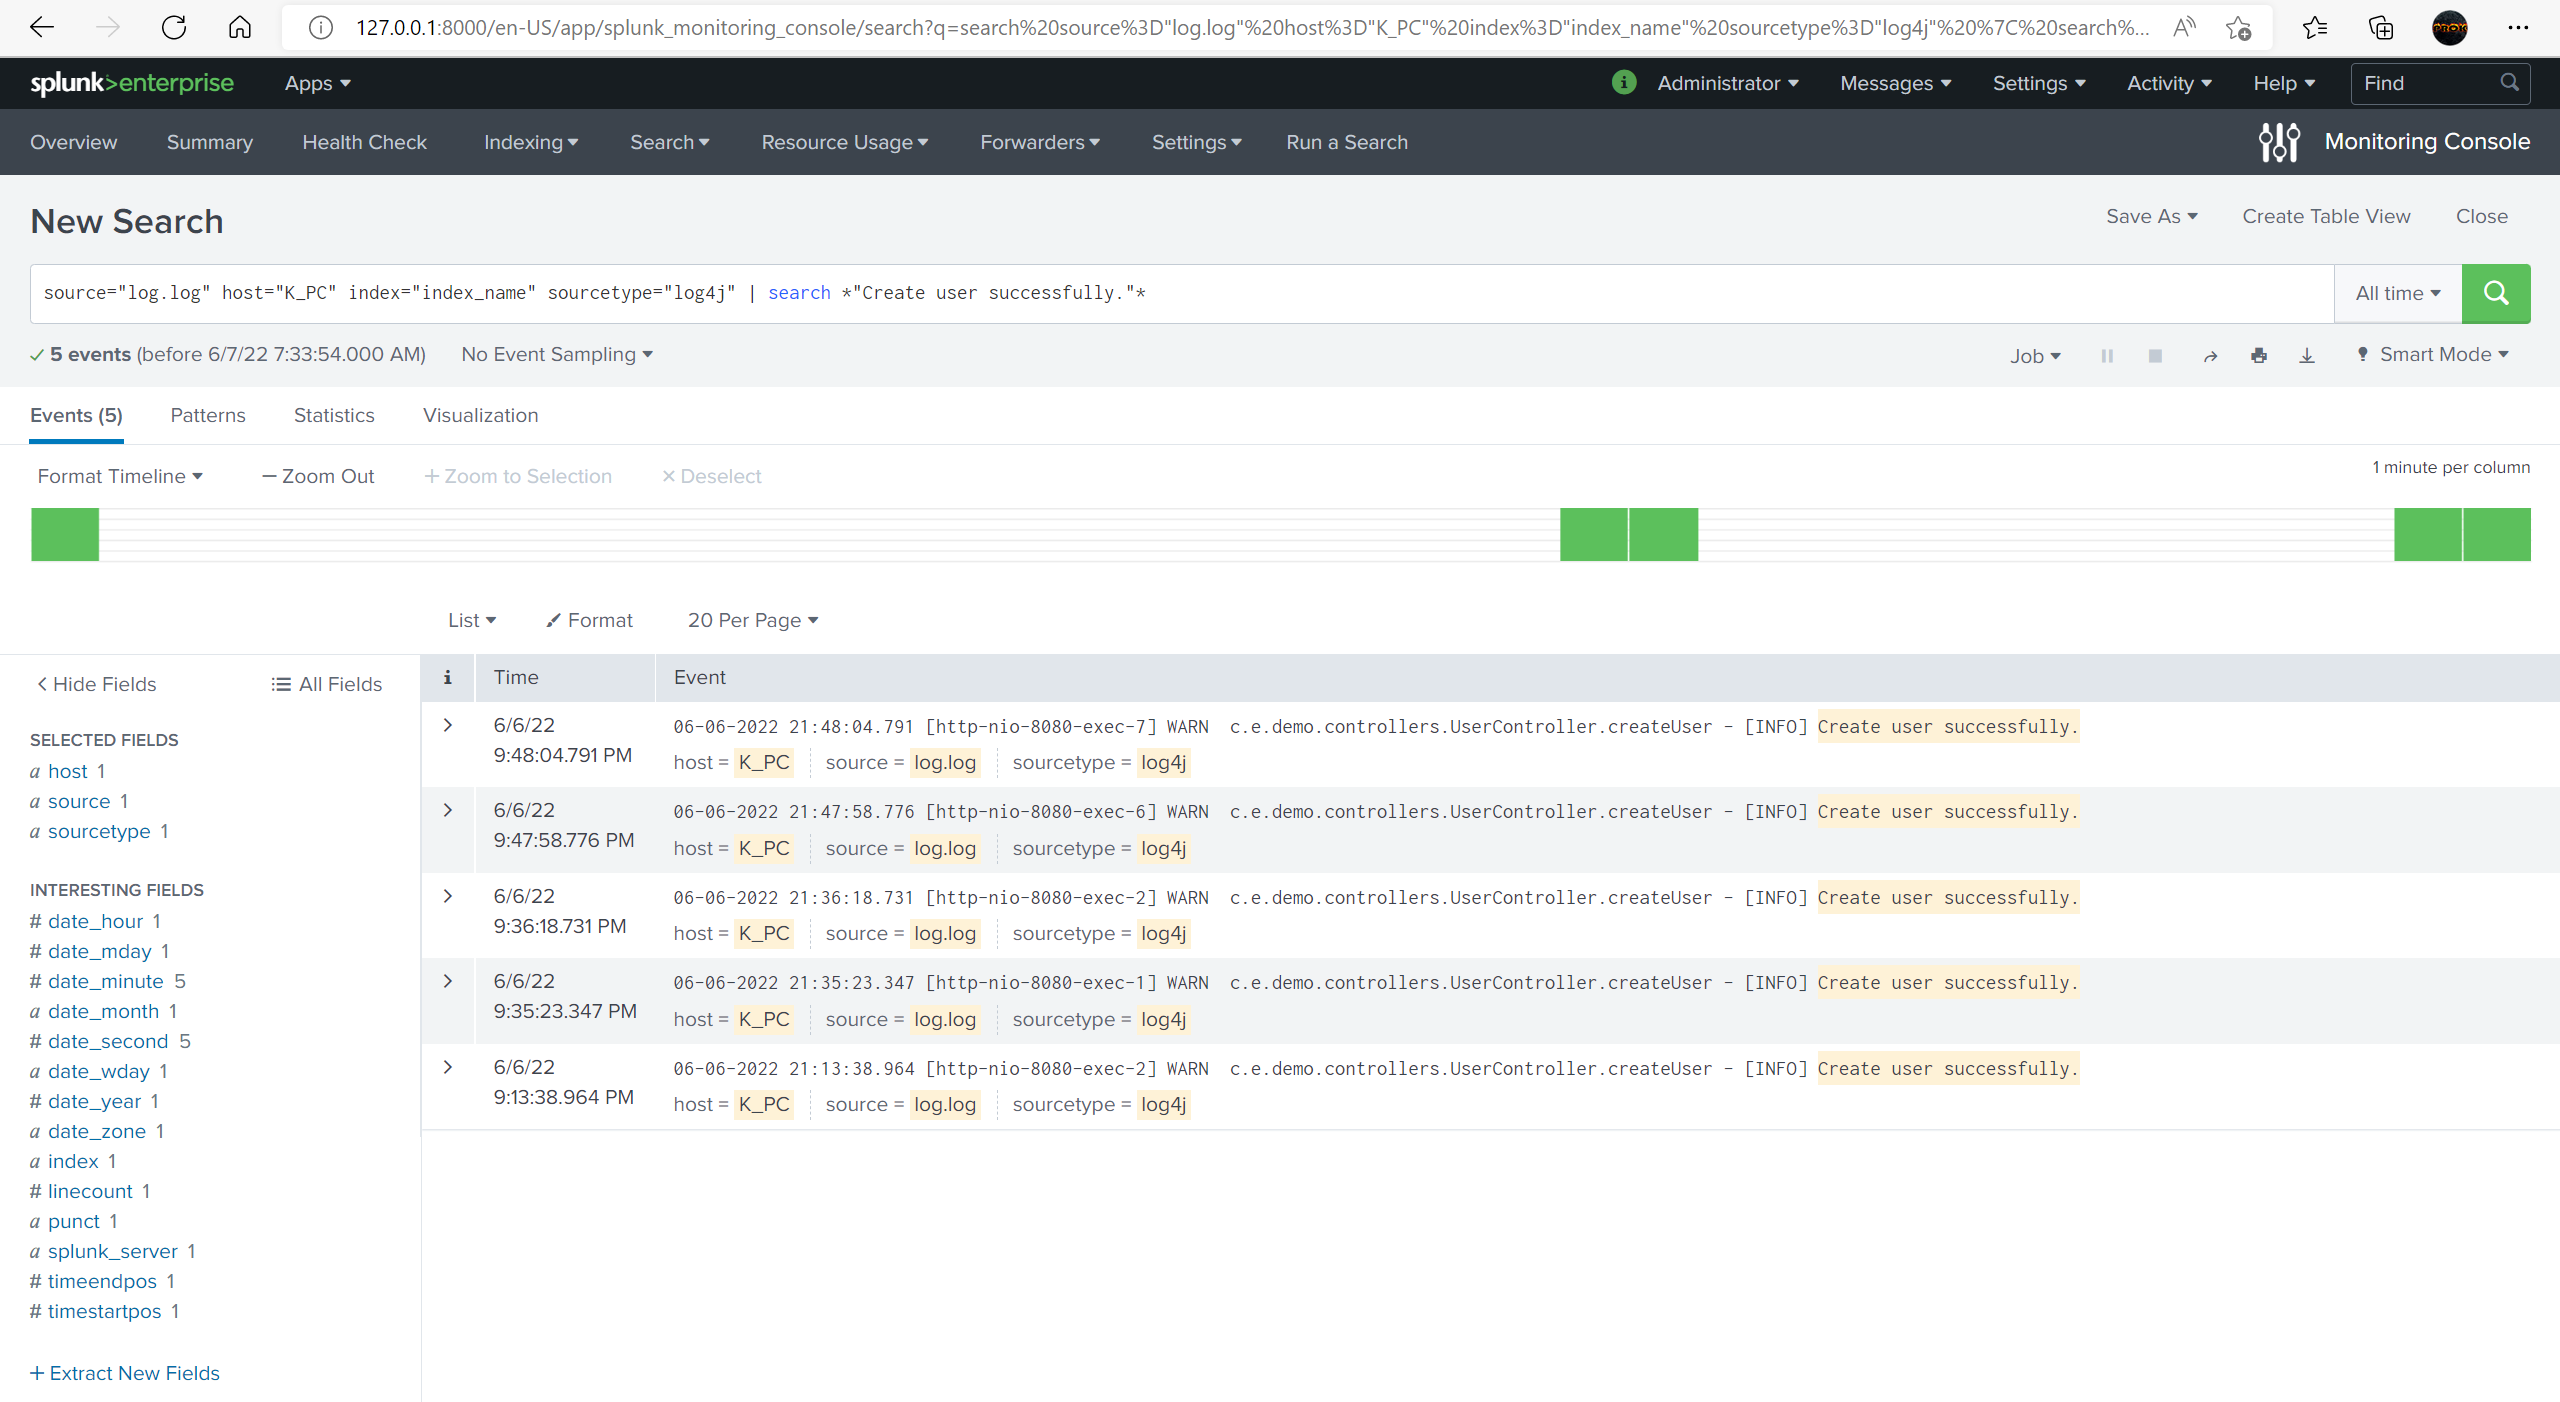 127.0.0.1:8000/en-US/app/splunk_monitoring_console/search?q=search%20source%3D"log.log"%20host%3D"K_PC"%20index%3D"index_name"%20sourcetype%3D"log4j"%20%7C%20search%...
splunk>enterprise Apps i Administrator Messages Settings Activity Help Find
Overview Summary Health Check Indexing Search Resource Usage Forwarders Settings Run a Search Monitoring Console
New Search Save As Create Table View Close
source="log.log" host="K_PC" index="index_name" sourcetype="log4j" | search *"Create user successfully."* All time
5 events (before 6/7/22 7:33:54.000 AM) No Event Sampling Job Smart Mode
Events (5) Patterns Statistics Visualization
Format Timeline — Zoom Out + Zoom to Selection × Deselect 1 minute per column
List Format 20 Per Page
< Hide Fields All Fields
i Time Event
SELECTED FIELDS
a host 1
a source 1
a sourcetype 1
INTERESTING FIELDS
# date_hour 1
# date_mday 1
# date_minute 5
a date_month 1
# date_second 5
a date_wday 1
# date_year 1
a date_zone 1
a index 1
# linecount 1
a punct 1
a splunk_server 1
# timeendpos 1
# timestartpos 1
+ Extract New Fields
6/6/22
9:48:04.791 PM
06-06-2022 21:48:04.791 [http-nio-8080-exec-7] WARN c.e.demo.controllers.UserController.createUser - [INFO] Create user successfully.
host = K_PC source = log.log sourcetype = log4j
6/6/22
9:47:58.776 PM
06-06-2022 21:47:58.776 [http-nio-8080-exec-6] WARN c.e.demo.controllers.UserController.createUser - [INFO] Create user successfully.
host = K_PC source = log.log sourcetype = log4j
6/6/22
9:36:18.731 PM
06-06-2022 21:36:18.731 [http-nio-8080-exec-2] WARN c.e.demo.controllers.UserController.createUser - [INFO] Create user successfully.
host = K_PC source = log.log sourcetype = log4j
6/6/22
9:35:23.347 PM
06-06-2022 21:35:23.347 [http-nio-8080-exec-1] WARN c.e.demo.controllers.UserController.createUser - [INFO] Create user successfully.
host = K_PC source = log.log sourcetype = log4j
6/6/22
9:13:38.964 PM
06-06-2022 21:13:38.964 [http-nio-8080-exec-2] WARN c.e.demo.controllers.UserController.createUser - [INFO] Create user successfully.
host = K_PC source = log.log sourcetype = log4j